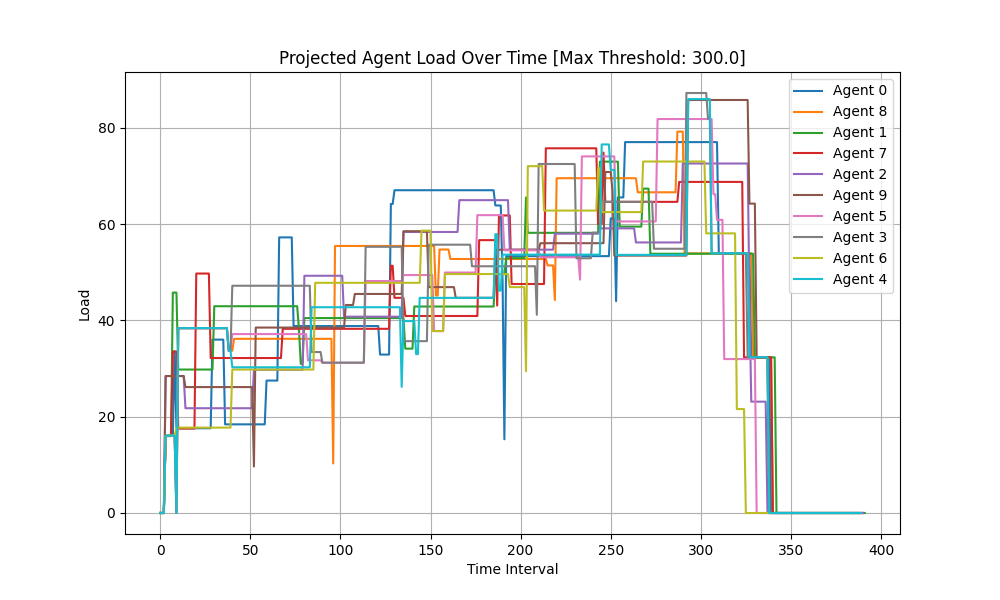 Projected Agent Load Over Time [Max Threshold: 300.0]
Load
80
60
40
20
0
0 50 100 150 200 250 300 350 400
Time Interval
Agent 0
Agent 8
Agent 1
Agent 7
Agent 2
Agent 9
Agent 5
Agent 3
Agent 6
Agent 4